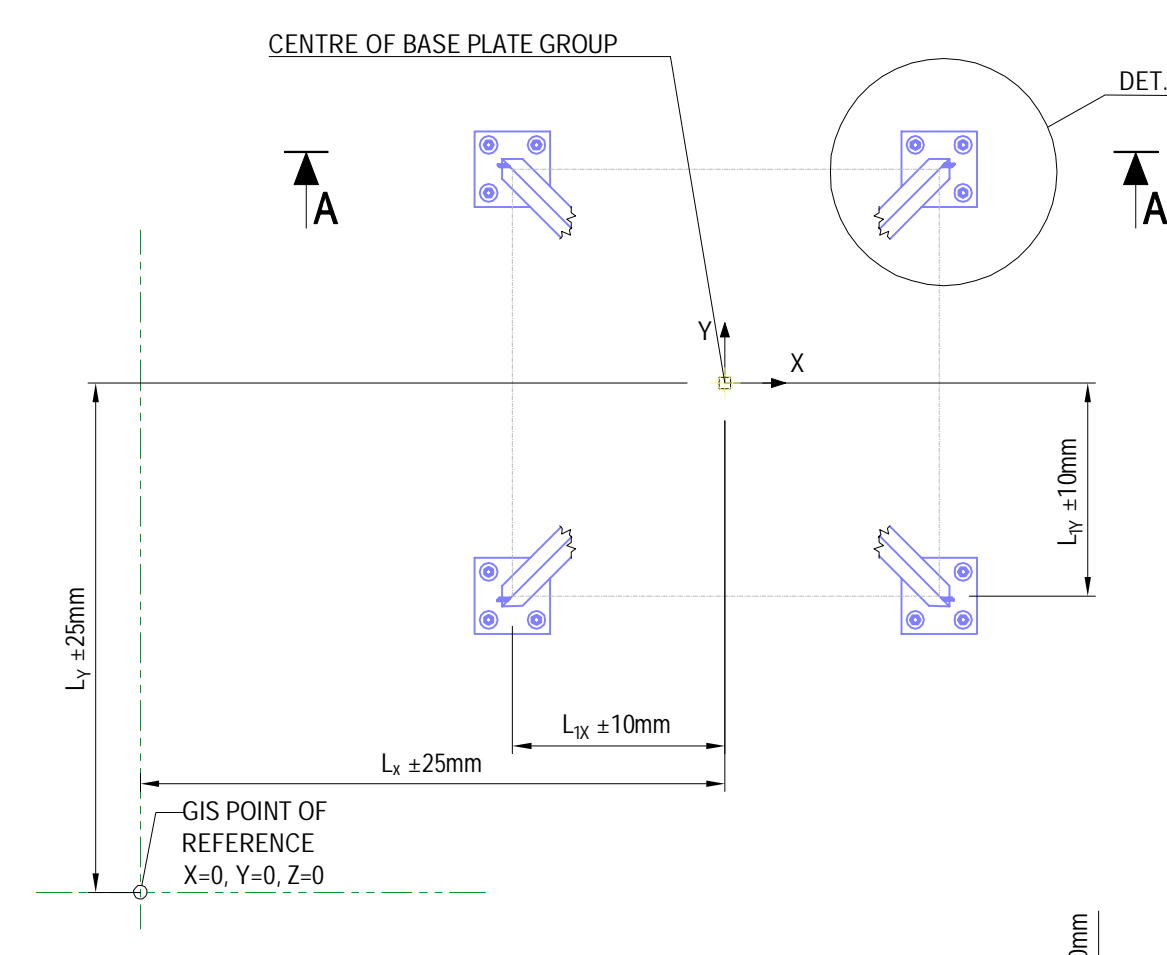 CENTRE OF BASE PLATE GROUP
DET.
A
A
Y
X
L1Y ±10mm
LY ±25mm
L1X ±10mm
Lx ±25mm
GIS POINT OF
REFERENCE
X=0, Y=0, Z=0
0mm